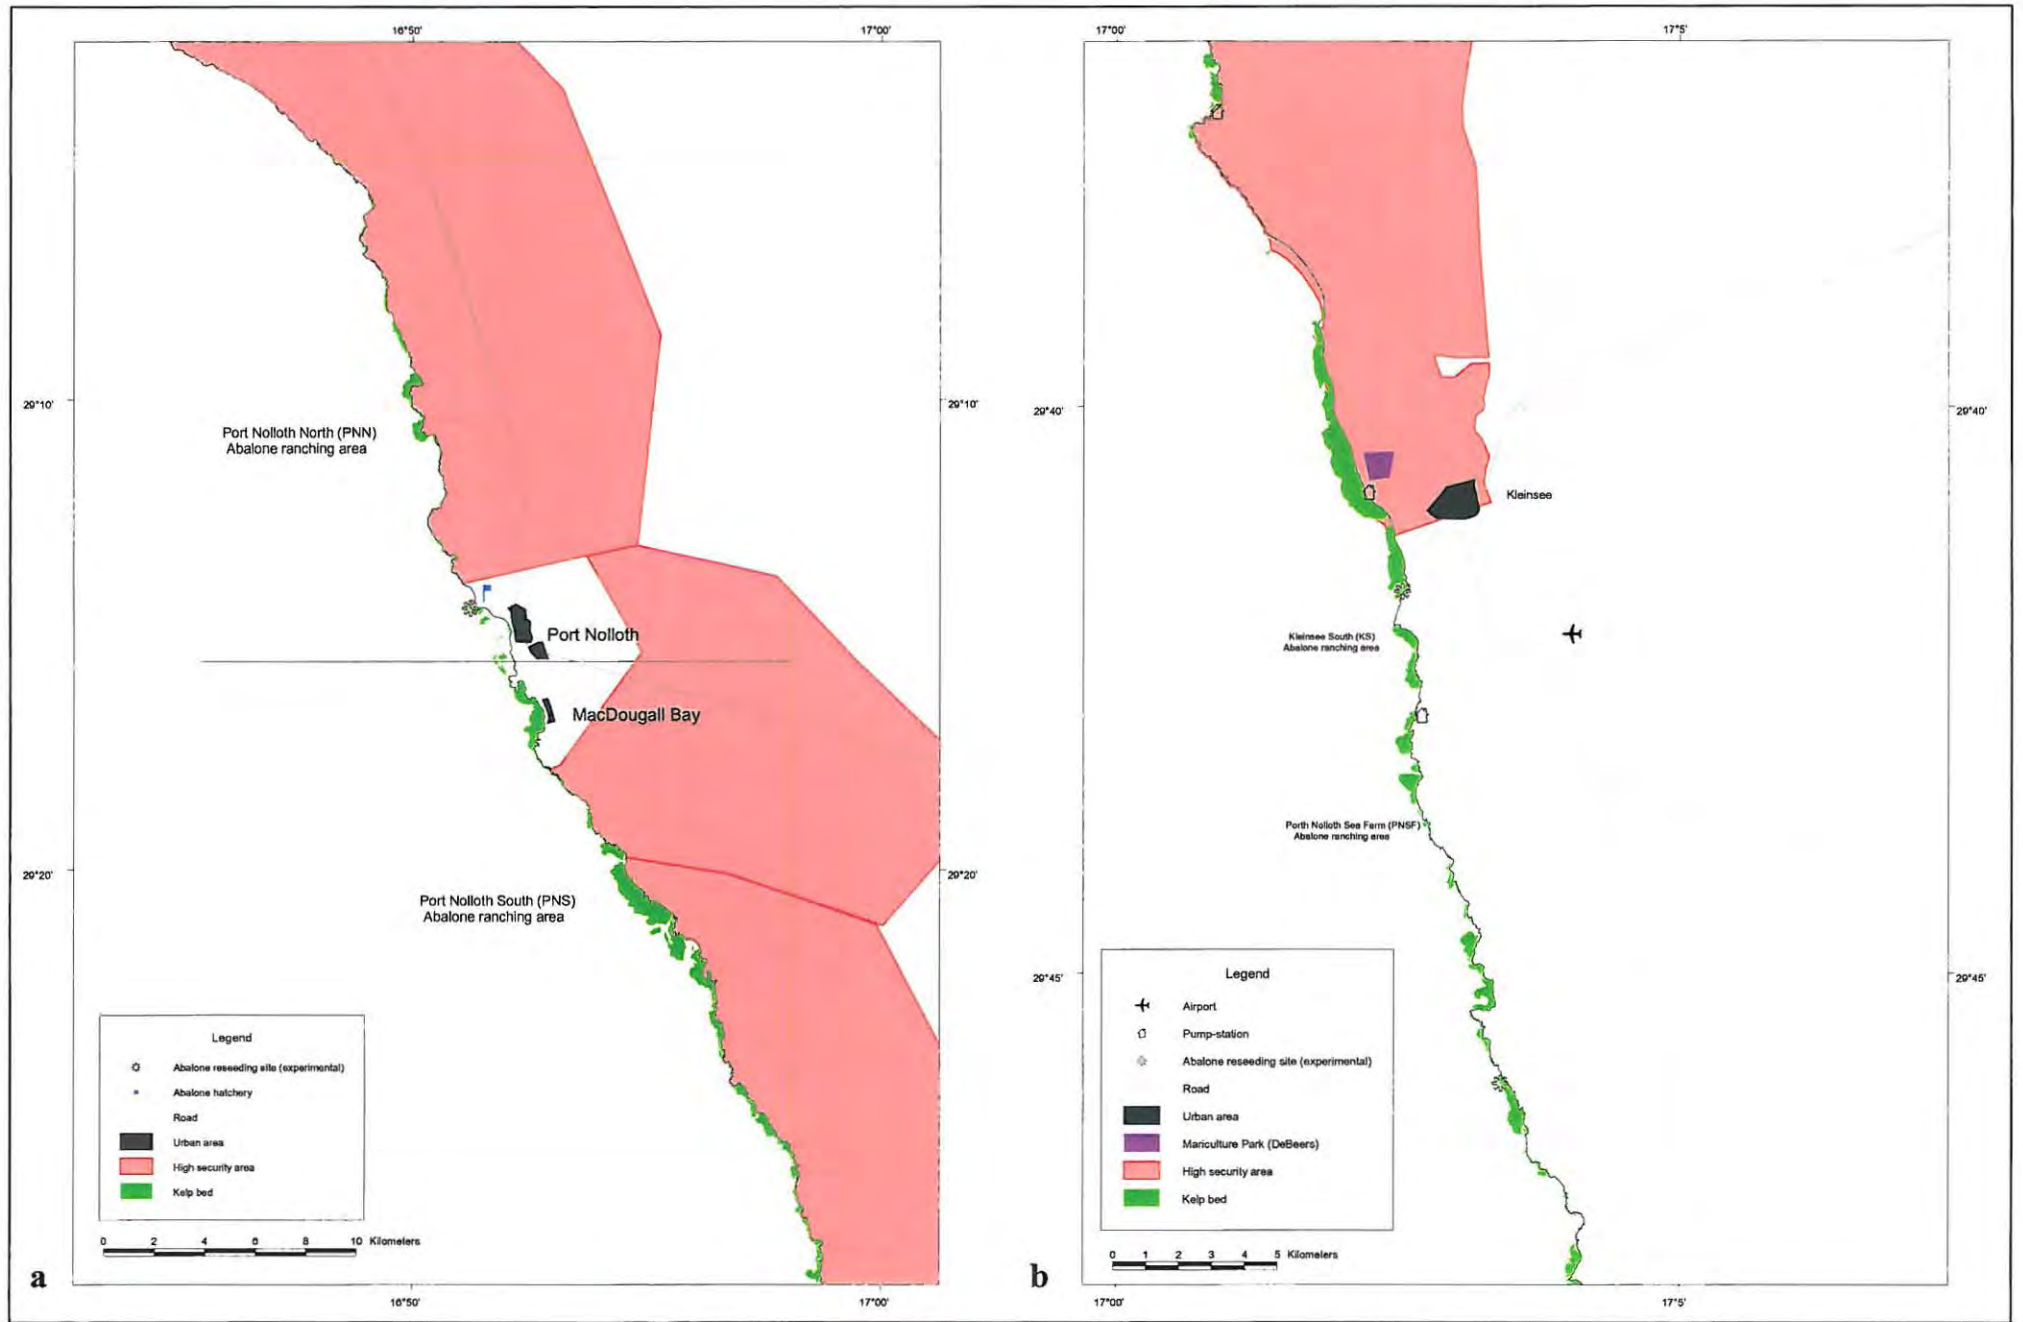 16°50'
17°00'
29°10'
29°10'
Port Nolloth North (PNN)
Abalone ranching area
Port Nolloth
MacDougall Bay
29°20'
29°20'
Port Nolloth South (PNS)
Abalone ranching area
Legend
Abalone reseeding site (experimental)
Abalone hatchery
Road
Urban area
High security area
Kelp bed
0 2 4 6 8 10 Kilometers
a
16°50'
17°00'
17°00'
17°5'
29°40'
29°40'
Kleinsee
Kleinsee South (KS)
Abalone ranching area
Porth Nolloth Sea Farm (PNSF)
Abalone ranching area
29°45'
29°45'
Legend
Airport
Pump-station
Abalone reseeding site (experimental)
Road
Urban area
Mariculture Park (DeBeers)
High security area
Kelp bed
0 1 2 3 4 5 Kilometers
b
17°00'
17°5'